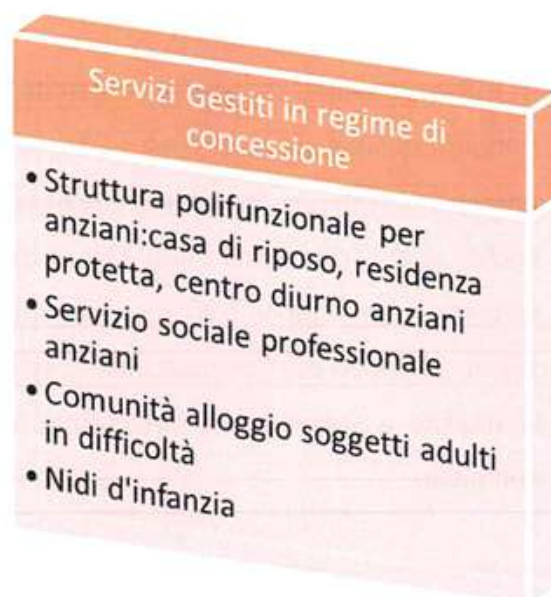 Servizi Gestiti in regime di
concessione
• Struttura polifunzionale per
anziani:casa di riposo, residenza
protetta, centro diurno anziani
• Servizio sociale professionale
anziani
• Comunità alloggio soggetti adulti
in difficoltà
• Nidi d'infanzia